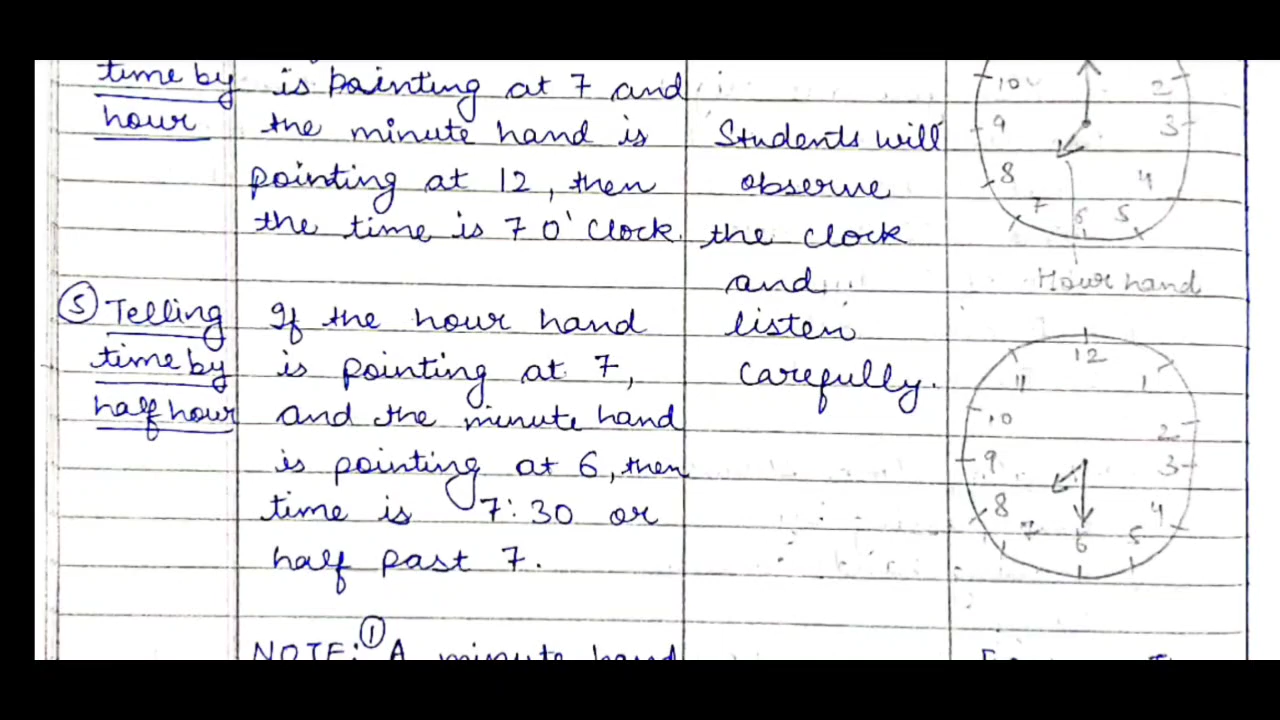 time by
hour
is pointing at 7 and
the minute hand is
pointing at 12, then
the time is 7 O'Clock.
Students will
observe
the clock
and
listen
carefully.
10
2
9
3
8
4
7
6
5
Hour hand
⑤ Telling
time by
half hour
If the hour hand
is pointing at 7,
and the minute hand
is pointing at 6, then
time is 7:30 or
half past 7.
12
11
1
10
2
9
3
8
4
7
6
5
NOTE: ① A minute hand